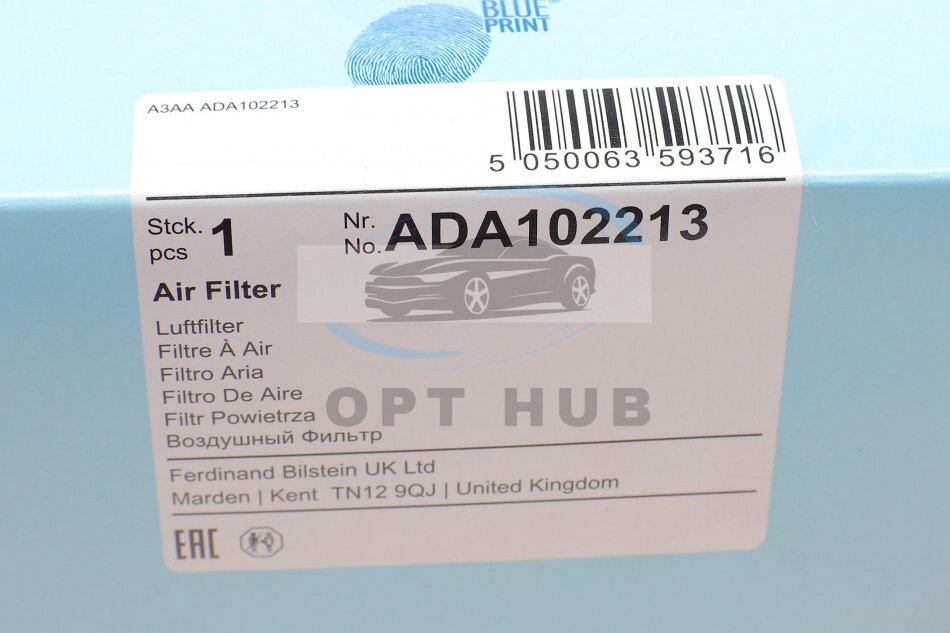 BLUE
PRINT
A3AA ADA102213
5 050063 593716
Stck. 1
pcs
Nr. ADA102213
No.
Air Filter
Luftfilter
Filtre À Air
Filtro Aria
Filtro De Aire
Filtr Powietrza
Воздушный Фильтр
OPT HUB
Ferdinand Bilstein UK Ltd
Marden | Kent TN12 9QJ | United Kingdom
EAC